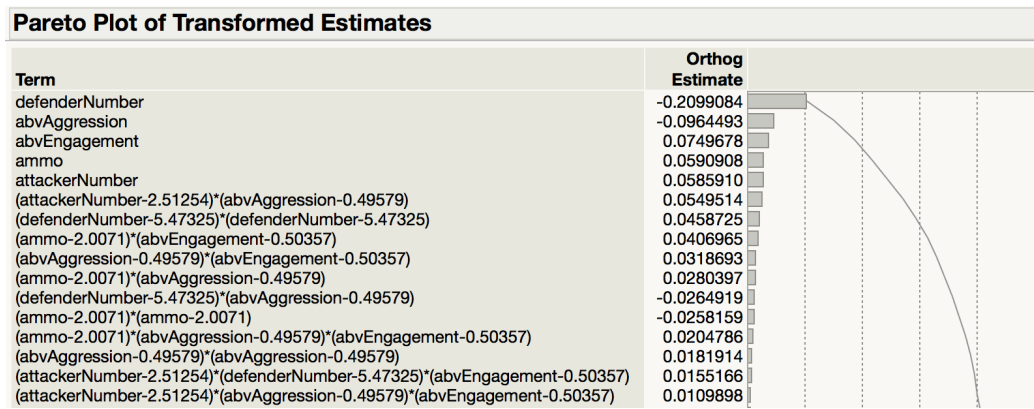 Pareto Plot of Transformed Estimates
Orthog
Term Estimate
defenderNumber -0.2099084
abvAggression -0.0964493
abvEngagement 0.0749678
ammo 0.0590908
attackerNumber 0.0585910
(attackerNumber-2.51254)*(abvAggression-0.49579) 0.0549514
(defenderNumber-5.47325)*(defenderNumber-5.47325) 0.0458725
(ammo-2.0071)*(abvEngagement-0.50357) 0.0406965
(abvAggression-0.49579)*(abvEngagement-0.50357) 0.0318693
(ammo-2.0071)*(abvAggression-0.49579) 0.0280397
(defenderNumber-5.47325)*(abvAggression-0.49579) -0.0264919
(ammo-2.0071)*(ammo-2.0071) -0.0258159
(ammo-2.0071)*(abvAggression-0.49579)*(abvEngagement-0.50357) 0.0204786
(abvAggression-0.49579)*(abvAggression-0.49579) 0.0181914
(attackerNumber-2.51254)*(defenderNumber-5.47325)*(abvEngagement-0.50357) 0.0155166
(attackerNumber-2.51254)*(abvAggression-0.49579)*(abvEngagement-0.50357) 0.0109898